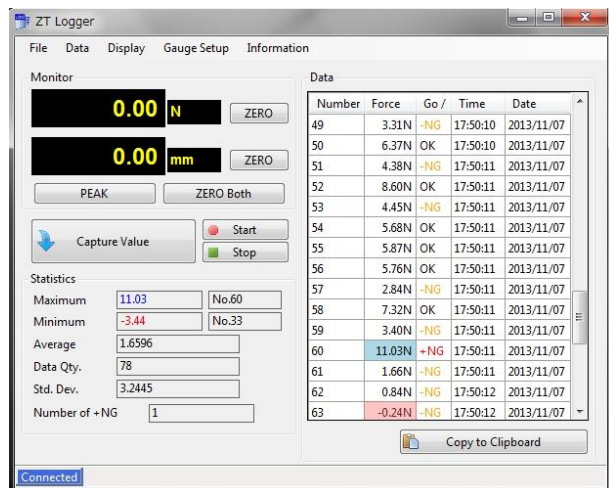 ZT Logger
File Data Display Gauge Setup Information
Monitor
0.00 N ZERO
0.00 mm ZERO
PEAK ZERO Both
Capture Value
Start
Stop
Statistics
Maximum 11.03 No.60
Minimum -3.44 No.33
Average 1.6596
Data Qty. 78
Std. Dev. 3.2445
Number of +NG 1
Data
Number Force Go / Time Date
49 3.31N -NG 17:50:10 2013/11/07
50 6.37N OK 17:50:10 2013/11/07
51 4.38N -NG 17:50:11 2013/11/07
52 8.60N OK 17:50:11 2013/11/07
53 4.45N -NG 17:50:11 2013/11/07
54 5.68N OK 17:50:11 2013/11/07
55 5.87N OK 17:50:11 2013/11/07
56 5.76N OK 17:50:11 2013/11/07
57 2.84N -NG 17:50:11 2013/11/07
58 7.32N OK 17:50:11 2013/11/07
59 3.40N -NG 17:50:11 2013/11/07
60 11.03N +NG 17:50:11 2013/11/07
61 1.66N -NG 17:50:11 2013/11/07
62 0.84N -NG 17:50:12 2013/11/07
63 -0.24N -NG 17:50:12 2013/11/07
Copy to Clipboard
Connected